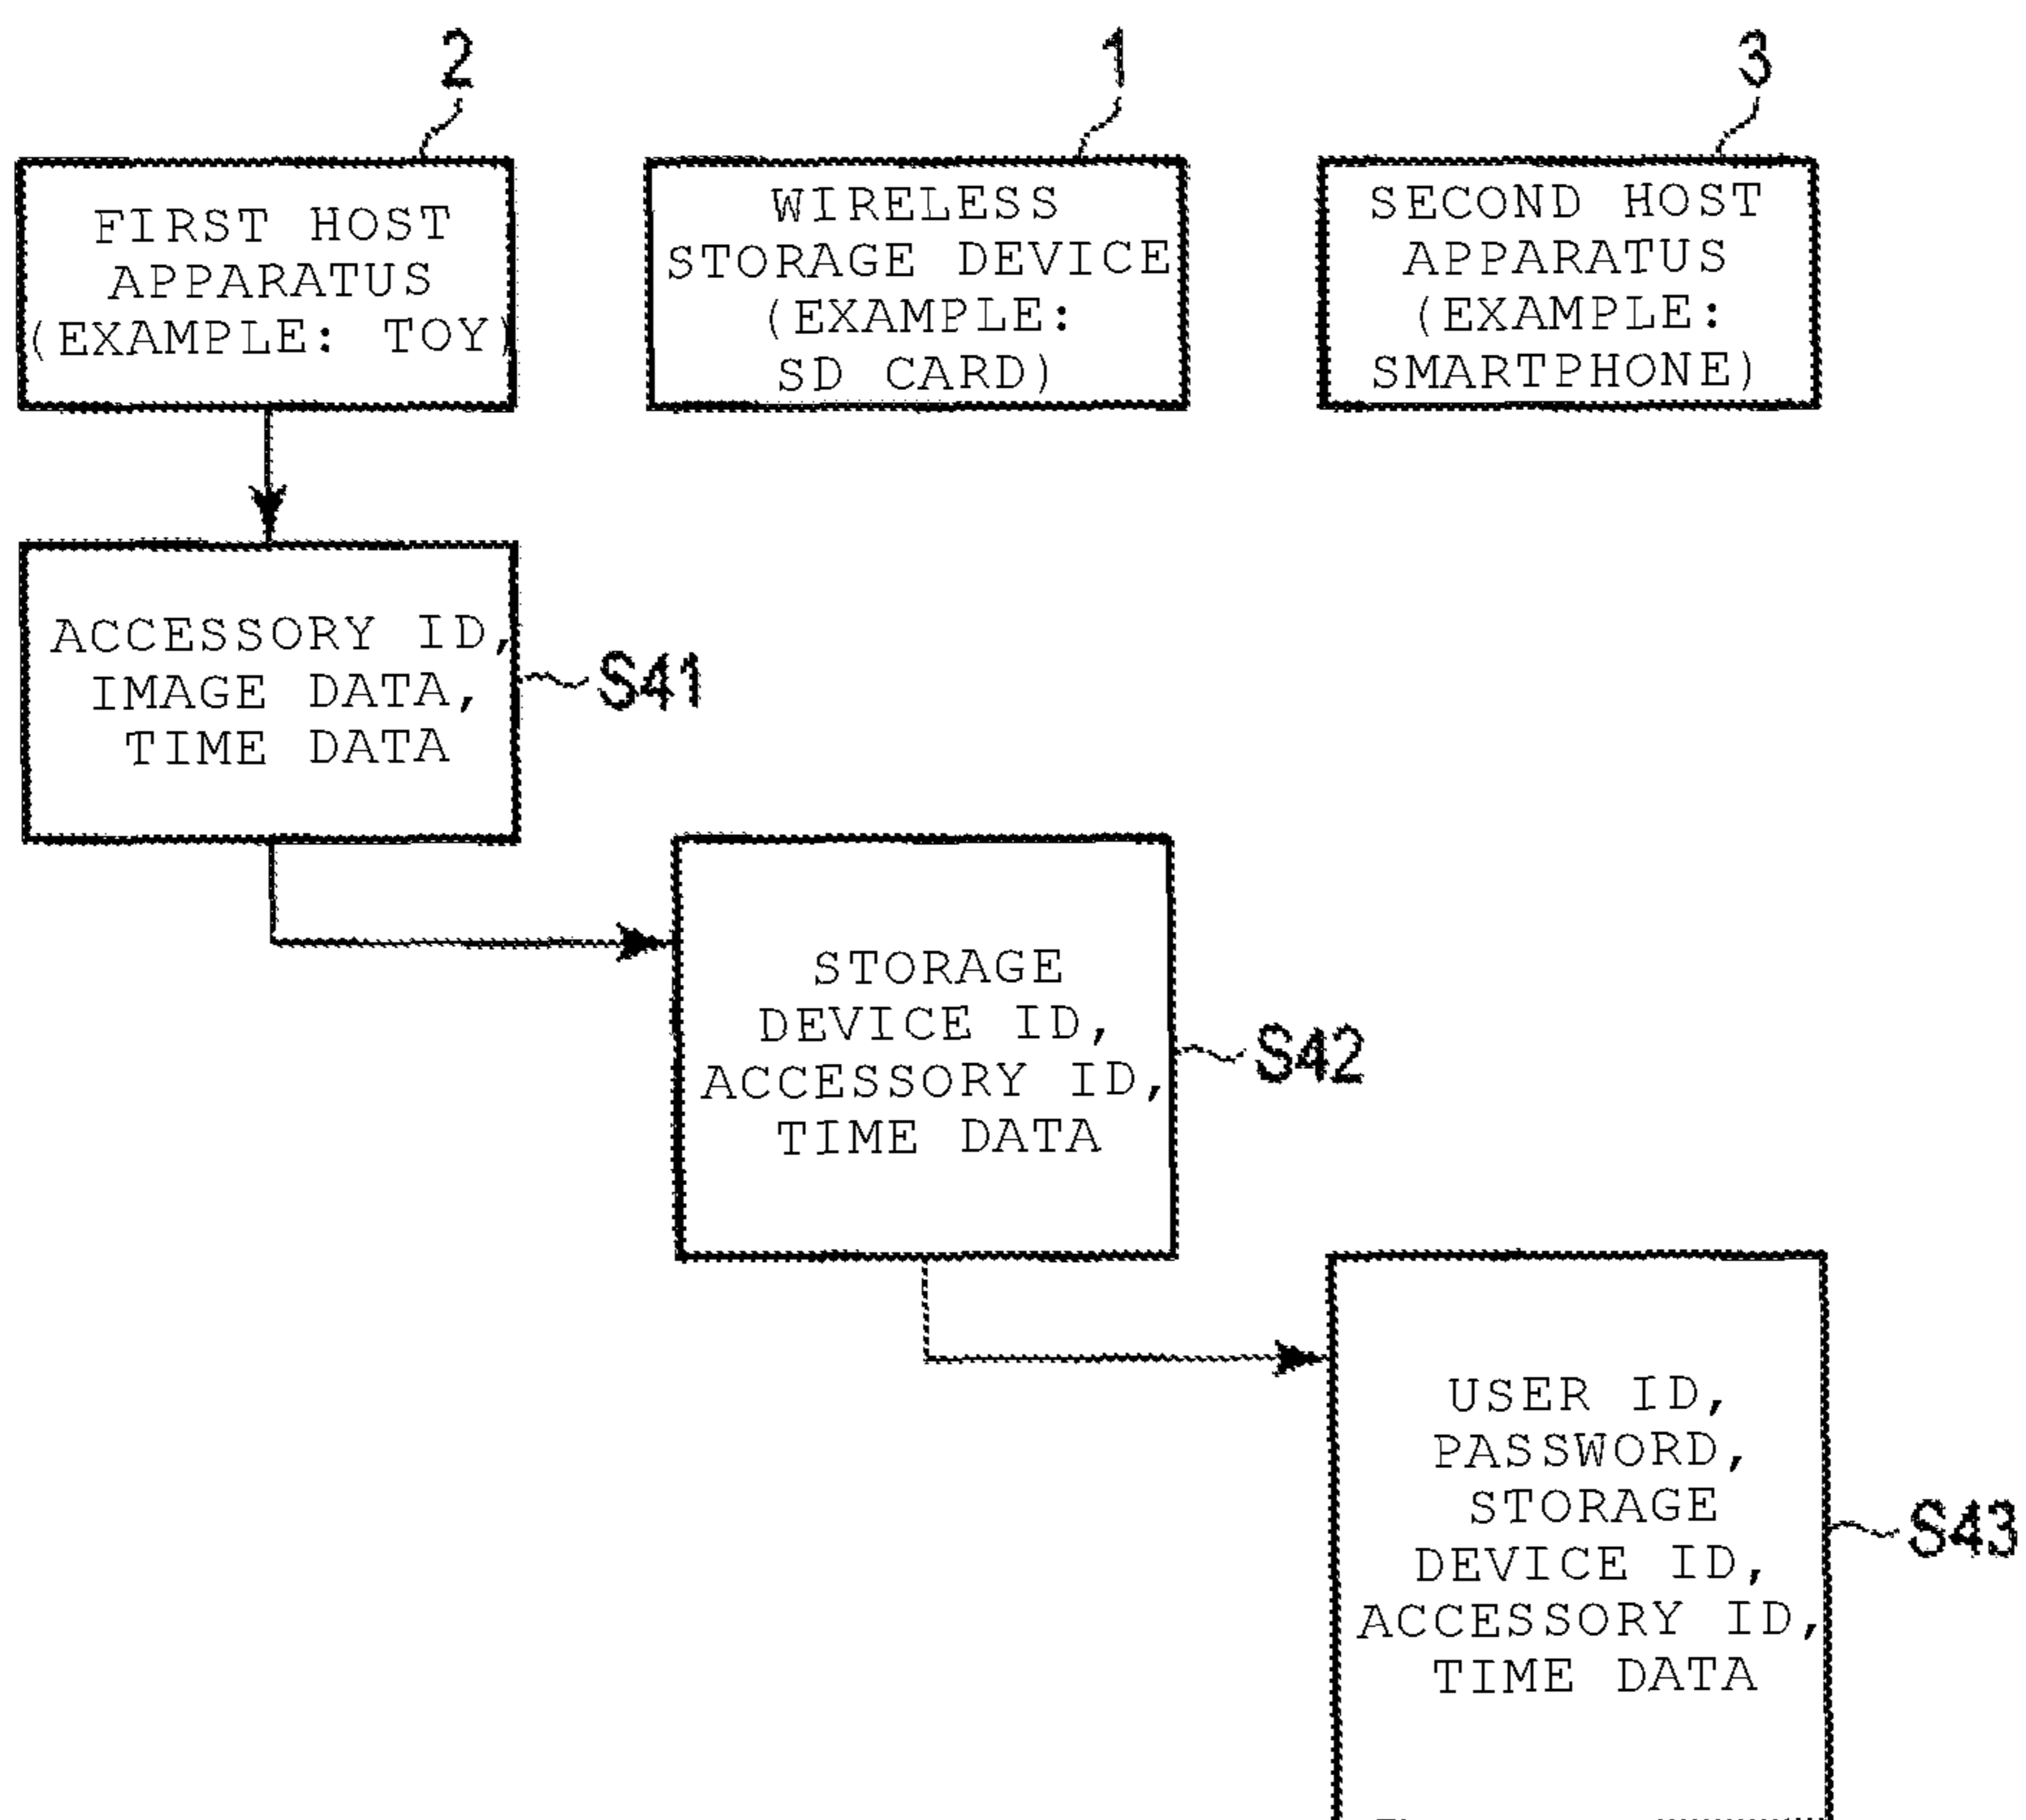 2
1
3
FIRST HOST
APPARATUS
(EXAMPLE: TOY)
WIRELESS
STORAGE DEVICE
(EXAMPLE:
SD CARD)
SECOND HOST
APPARATUS
(EXAMPLE:
SMARTPHONE)
ACCESSORY ID,
IMAGE DATA,
TIME DATA
S41
STORAGE
DEVICE ID,
ACCESSORY ID,
TIME DATA
S42
USER ID,
PASSWORD,
STORAGE
DEVICE ID,
ACCESSORY ID,
TIME DATA
S43